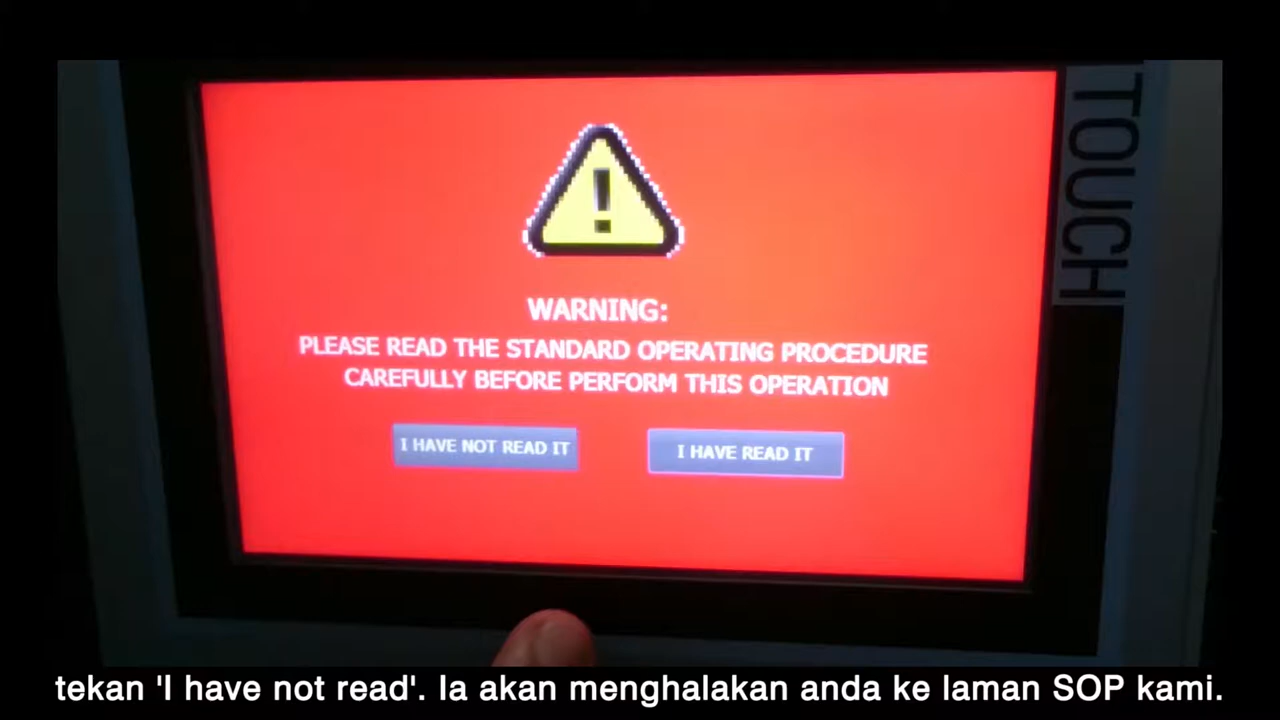 TOUCH
WARNING:
PLEASE READ THE STANDARD OPERATING PROCEDURE
CAREFULLY BEFORE PERFORM THIS OPERATION
I HAVE NOT READ IT
I HAVE READ IT
tekan 'I have not read'. Ia akan menghalakan anda ke laman SOP kami.